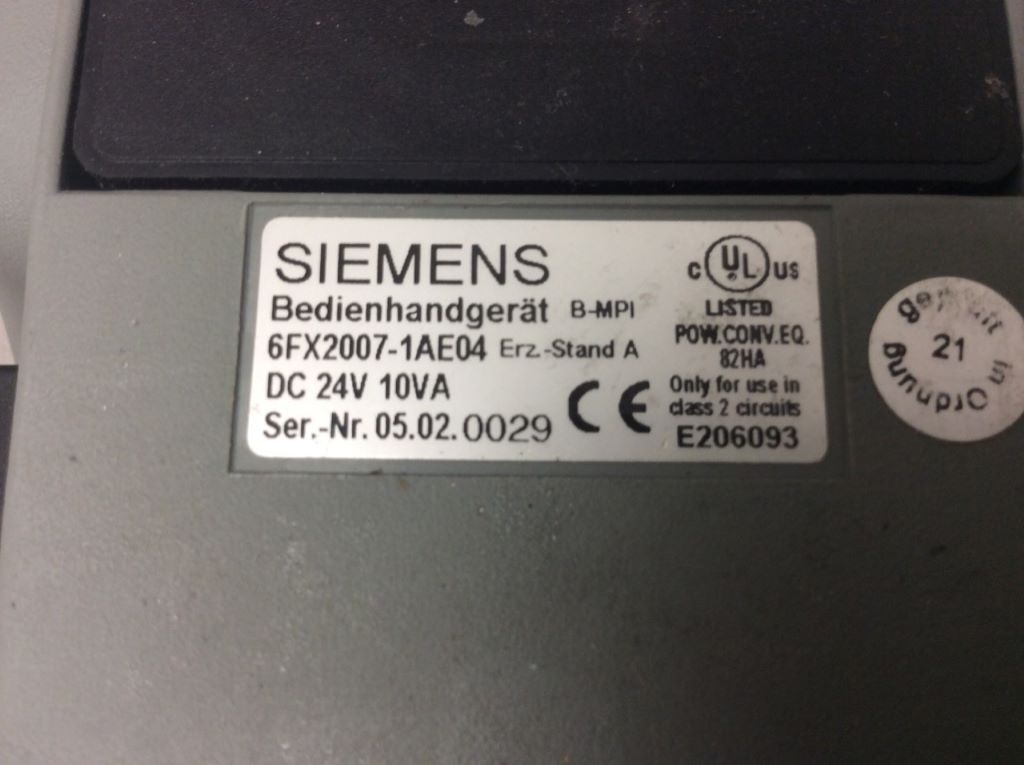 SIEMENS
Bedienhandgerät B-MPI
6FX2007-1AE04 Erz.-Stand A
DC 24V 10VA
Ser.-Nr. 05.02.0029
CE
C UL US
LISTED
POW.CONV.EQ.
82HA
Only for use in
class 2 circuits
E206093
geprüft
21
in Ordnung